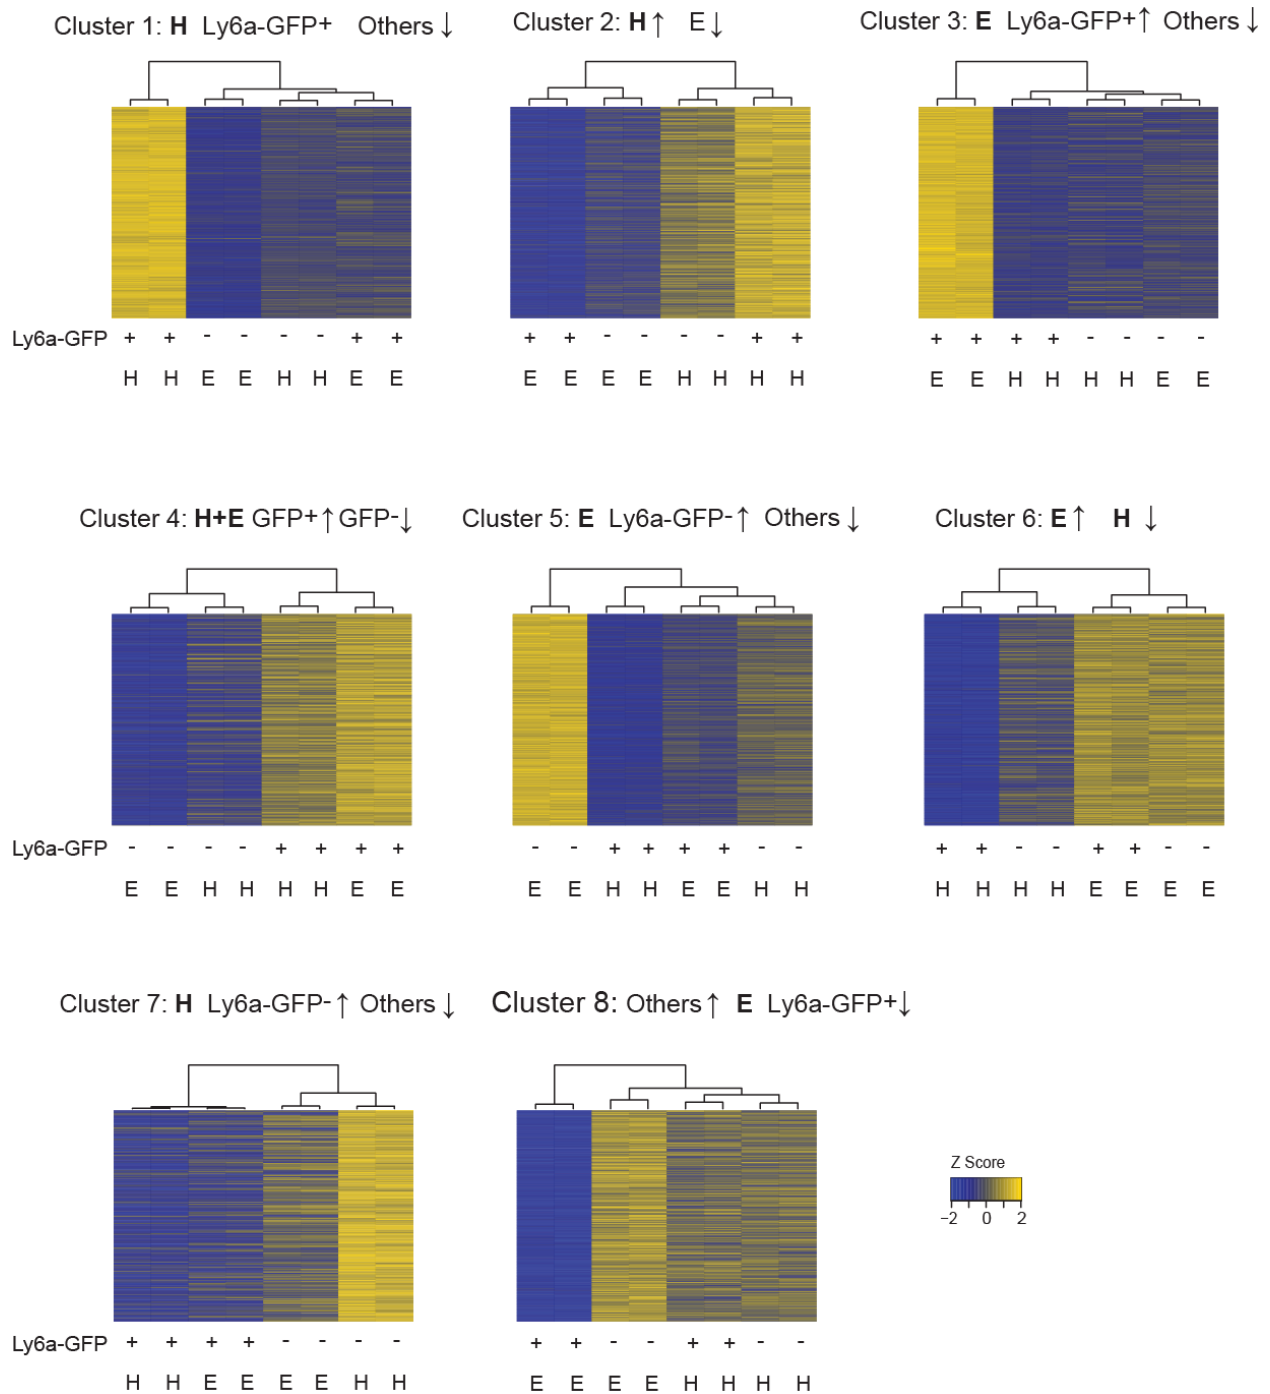 Cluster 1: H Ly6a-GFP+ Others ↓
Cluster 2: H ↑ E ↓
Cluster 3: E Ly6a-GFP+ ↑ Others ↓
Ly6a-GFP + + - - - - + +
H H E E H H E E
+ + - - - - + +
E E E E H H H H
+ + + + - - - -
E E H H H H E E
Cluster 4: H+E GFP+ ↑ GFP- ↓
Cluster 5: E Ly6a-GFP- ↑ Others ↓
Cluster 6: E ↑ H ↓
Ly6a-GFP - - - - + + + +
E E H H H H E E
- - + + + + - -
E E H H E E H H
+ + - - + + - -
H H H H E E E E
Cluster 7: H Ly6a-GFP- ↑ Others ↓
Cluster 8: Others ↑ E Ly6a-GFP+ ↓
Ly6a-GFP + + + + - - - -
H H E E E E H H
+ + - - + + - -
E E E E H H H H
Z Score
-2 0 2